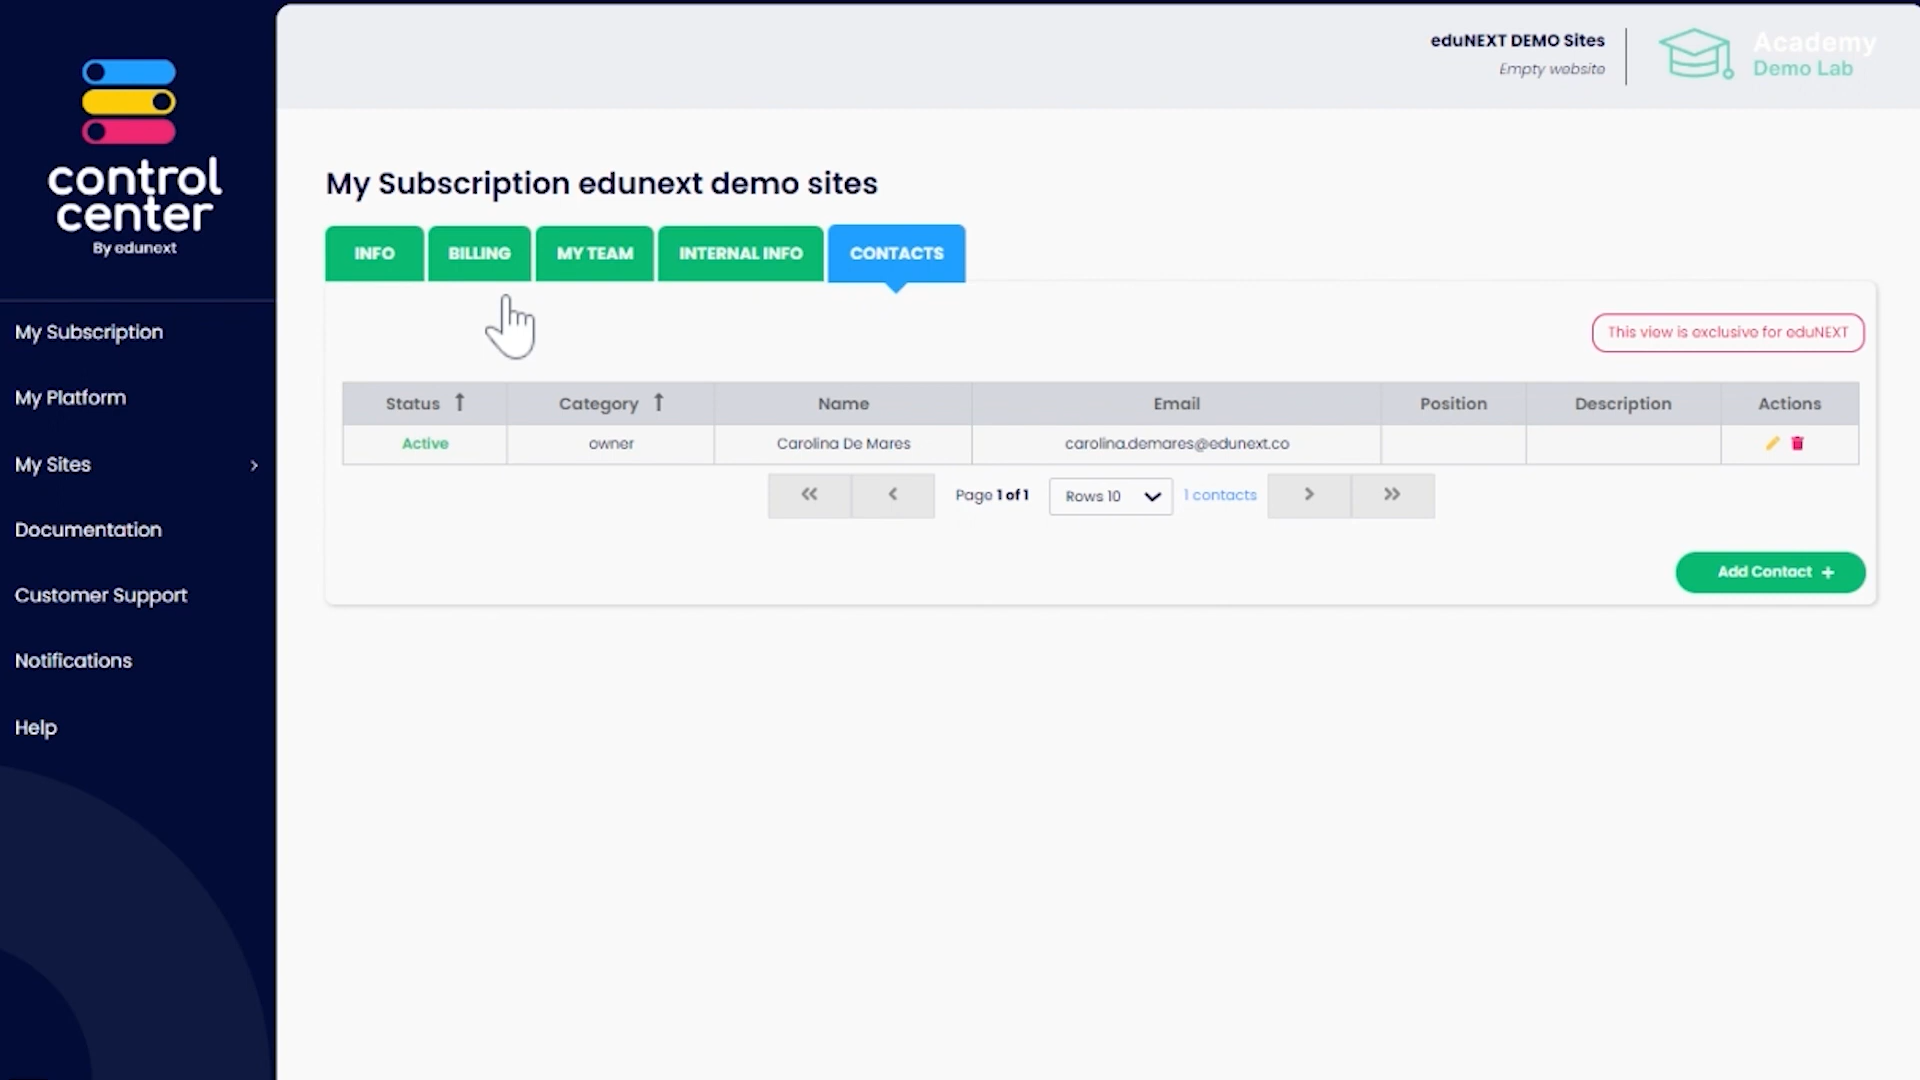 control
center
By edunext
My Subscription
My Platform
My Sites
Documentation
Customer Support
Notifications
Help
eduNEXT DEMO Sites
Empty website
Academy
Demo Lab
My Subscription edunext demo sites
INFO BILLING MY TEAM INTERNAL INFO CONTACTS
This view is exclusive for eduNEXT
Status Category Name Email Position Description Actions
Active owner Carolina De Mares carolina.demares@edunext.co
Page 1 of 1 Rows 10 1 contacts
Add Contact +